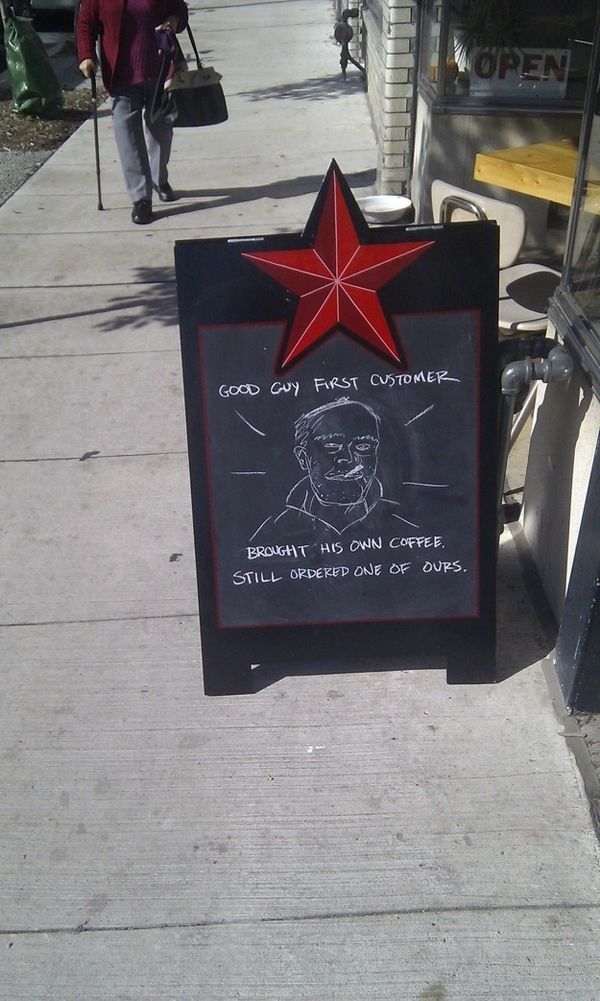 OPEN
GOOD GUY FIRST CUSTOMER
BROUGHT HIS OWN COFFEE.
STILL ORDERED ONE OF OURS.